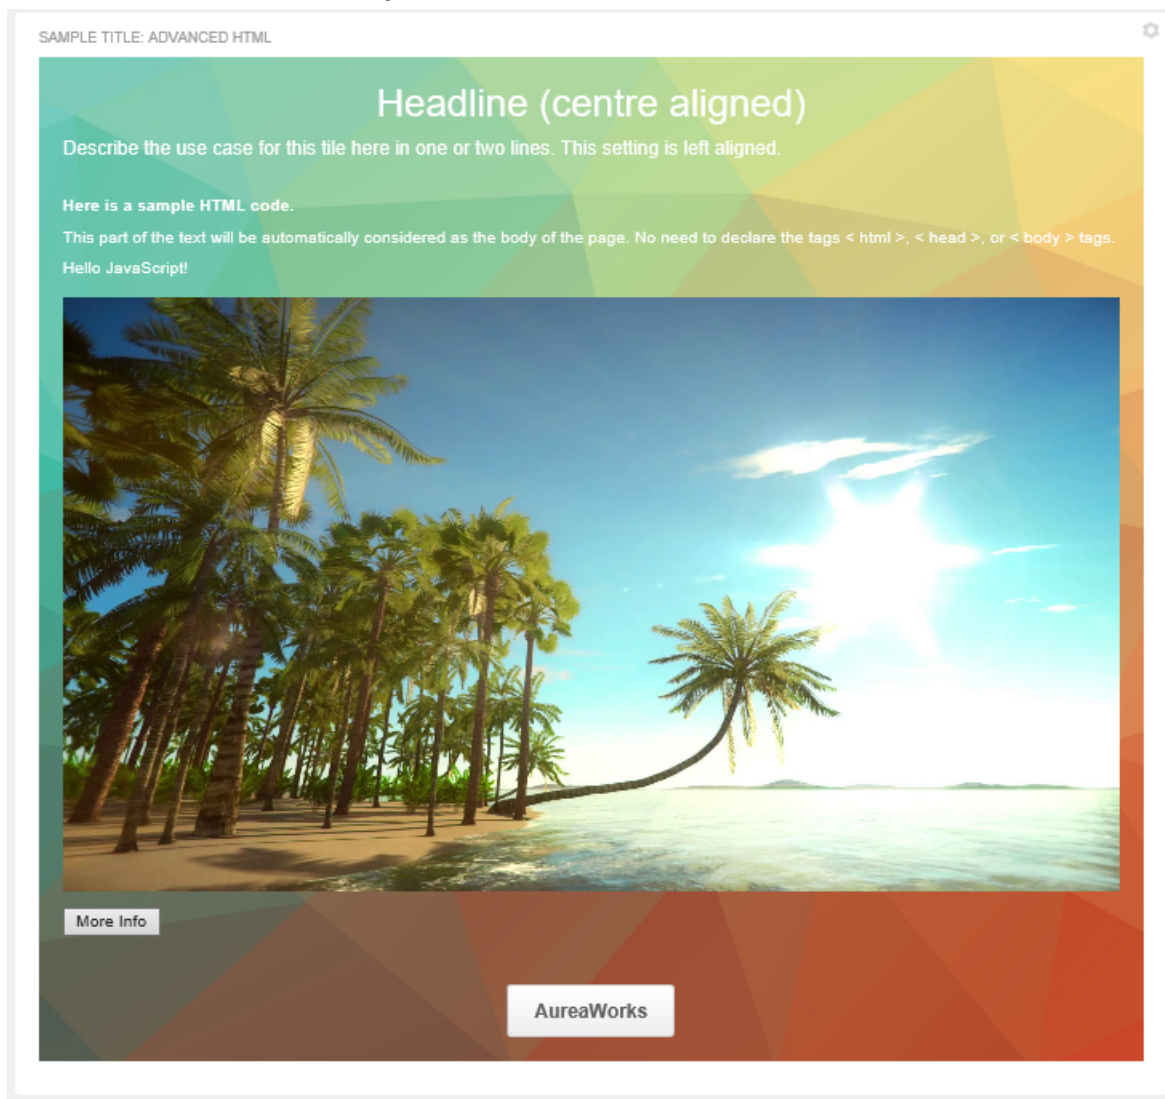 SAMPLE TITLE: ADVANCED HTML
Headline (centre aligned)
Describe the use case for this tile here in one or two lines. This setting is left aligned.
Here is a sample HTML code.
This part of the text will be automatically considered as the body of the page. No need to declare the tags < html >, < head >, or < body > tags.
Hello JavaScript!
More Info
AureaWorks